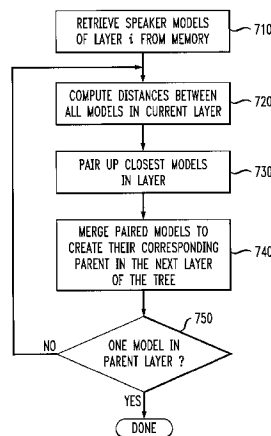 RETRIEVE SPEAKER MODELS
OF LAYER i FROM MEMORY
710
COMPUTE DISTANCES BETWEEN
ALL MODELS IN CURRENT LAYER
720
PAIR UP CLOSEST MODELS
IN LAYER
730
MERGE PAIRED MODELS TO
CREATE THEIR CORRESPONDING
PARENT IN THE NEXT LAYER
OF THE TREE
740
750
NO
ONE MODEL IN
PARENT LAYER ?
YES
DONE